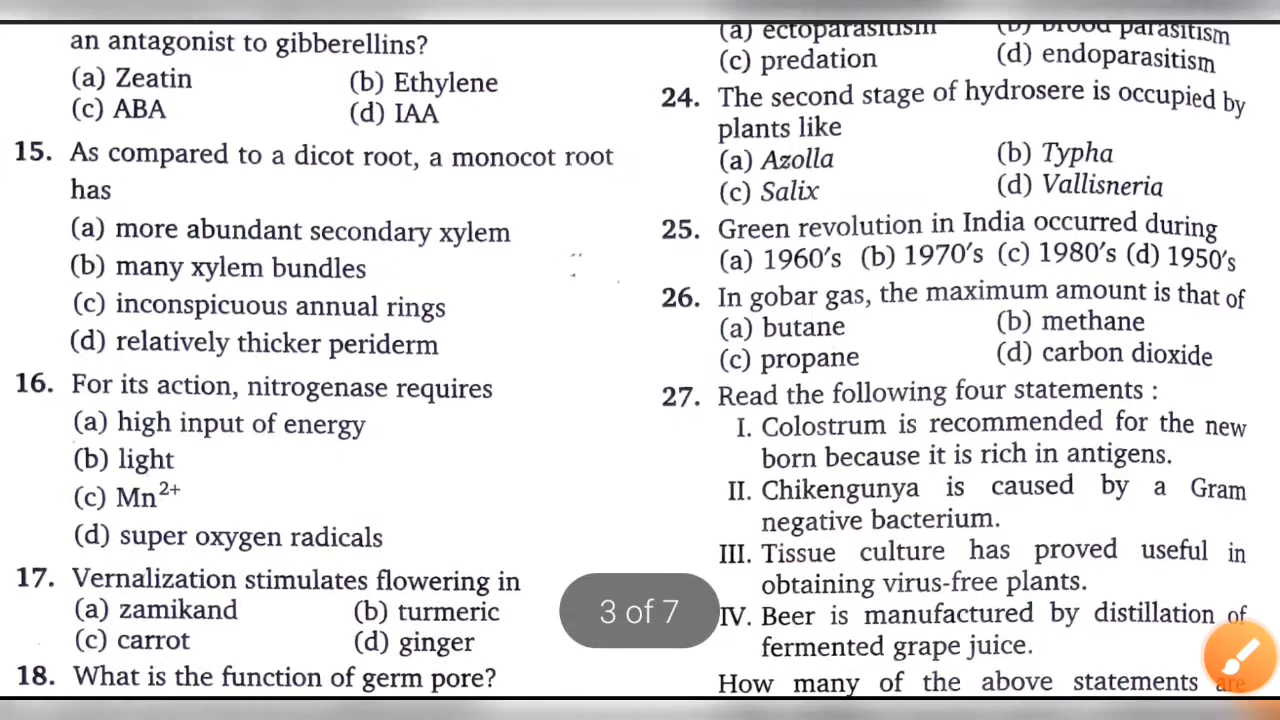 an antagonist to gibberellins?
(a) Zeatin (b) Ethylene
(c) ABA (d) IAA
15. As compared to a dicot root, a monocot root
has
(a) more abundant secondary xylem
(b) many xylem bundles
(c) inconspicuous annual rings
(d) relatively thicker periderm
16. For its action, nitrogenase requires
(a) high input of energy
(b) light
(c) Mn²⁺
(d) super oxygen radicals
17. Vernalization stimulates flowering in
(a) zamikand (b) turmeric
(c) carrot (d) ginger
18. What is the function of germ pore?
(a) ectoparasitism (b) brood parasitism
(c) predation (d) endoparasitism
24. The second stage of hydrosere is occupied by
plants like
(a) Azolla (b) Typha
(c) Salix (d) Vallisneria
25. Green revolution in India occurred during
(a) 1960's (b) 1970's (c) 1980's (d) 1950's
26. In gobar gas, the maximum amount is that of
(a) butane (b) methane
(c) propane (d) carbon dioxide
27. Read the following four statements :
I. Colostrum is recommended for the new
born because it is rich in antigens.
II. Chikengunya is caused by a Gram
negative bacterium.
III. Tissue culture has proved useful in
obtaining virus-free plants.
IV. Beer is manufactured by distillation of
fermented grape juice.
How many of the above statements are
3 of 7